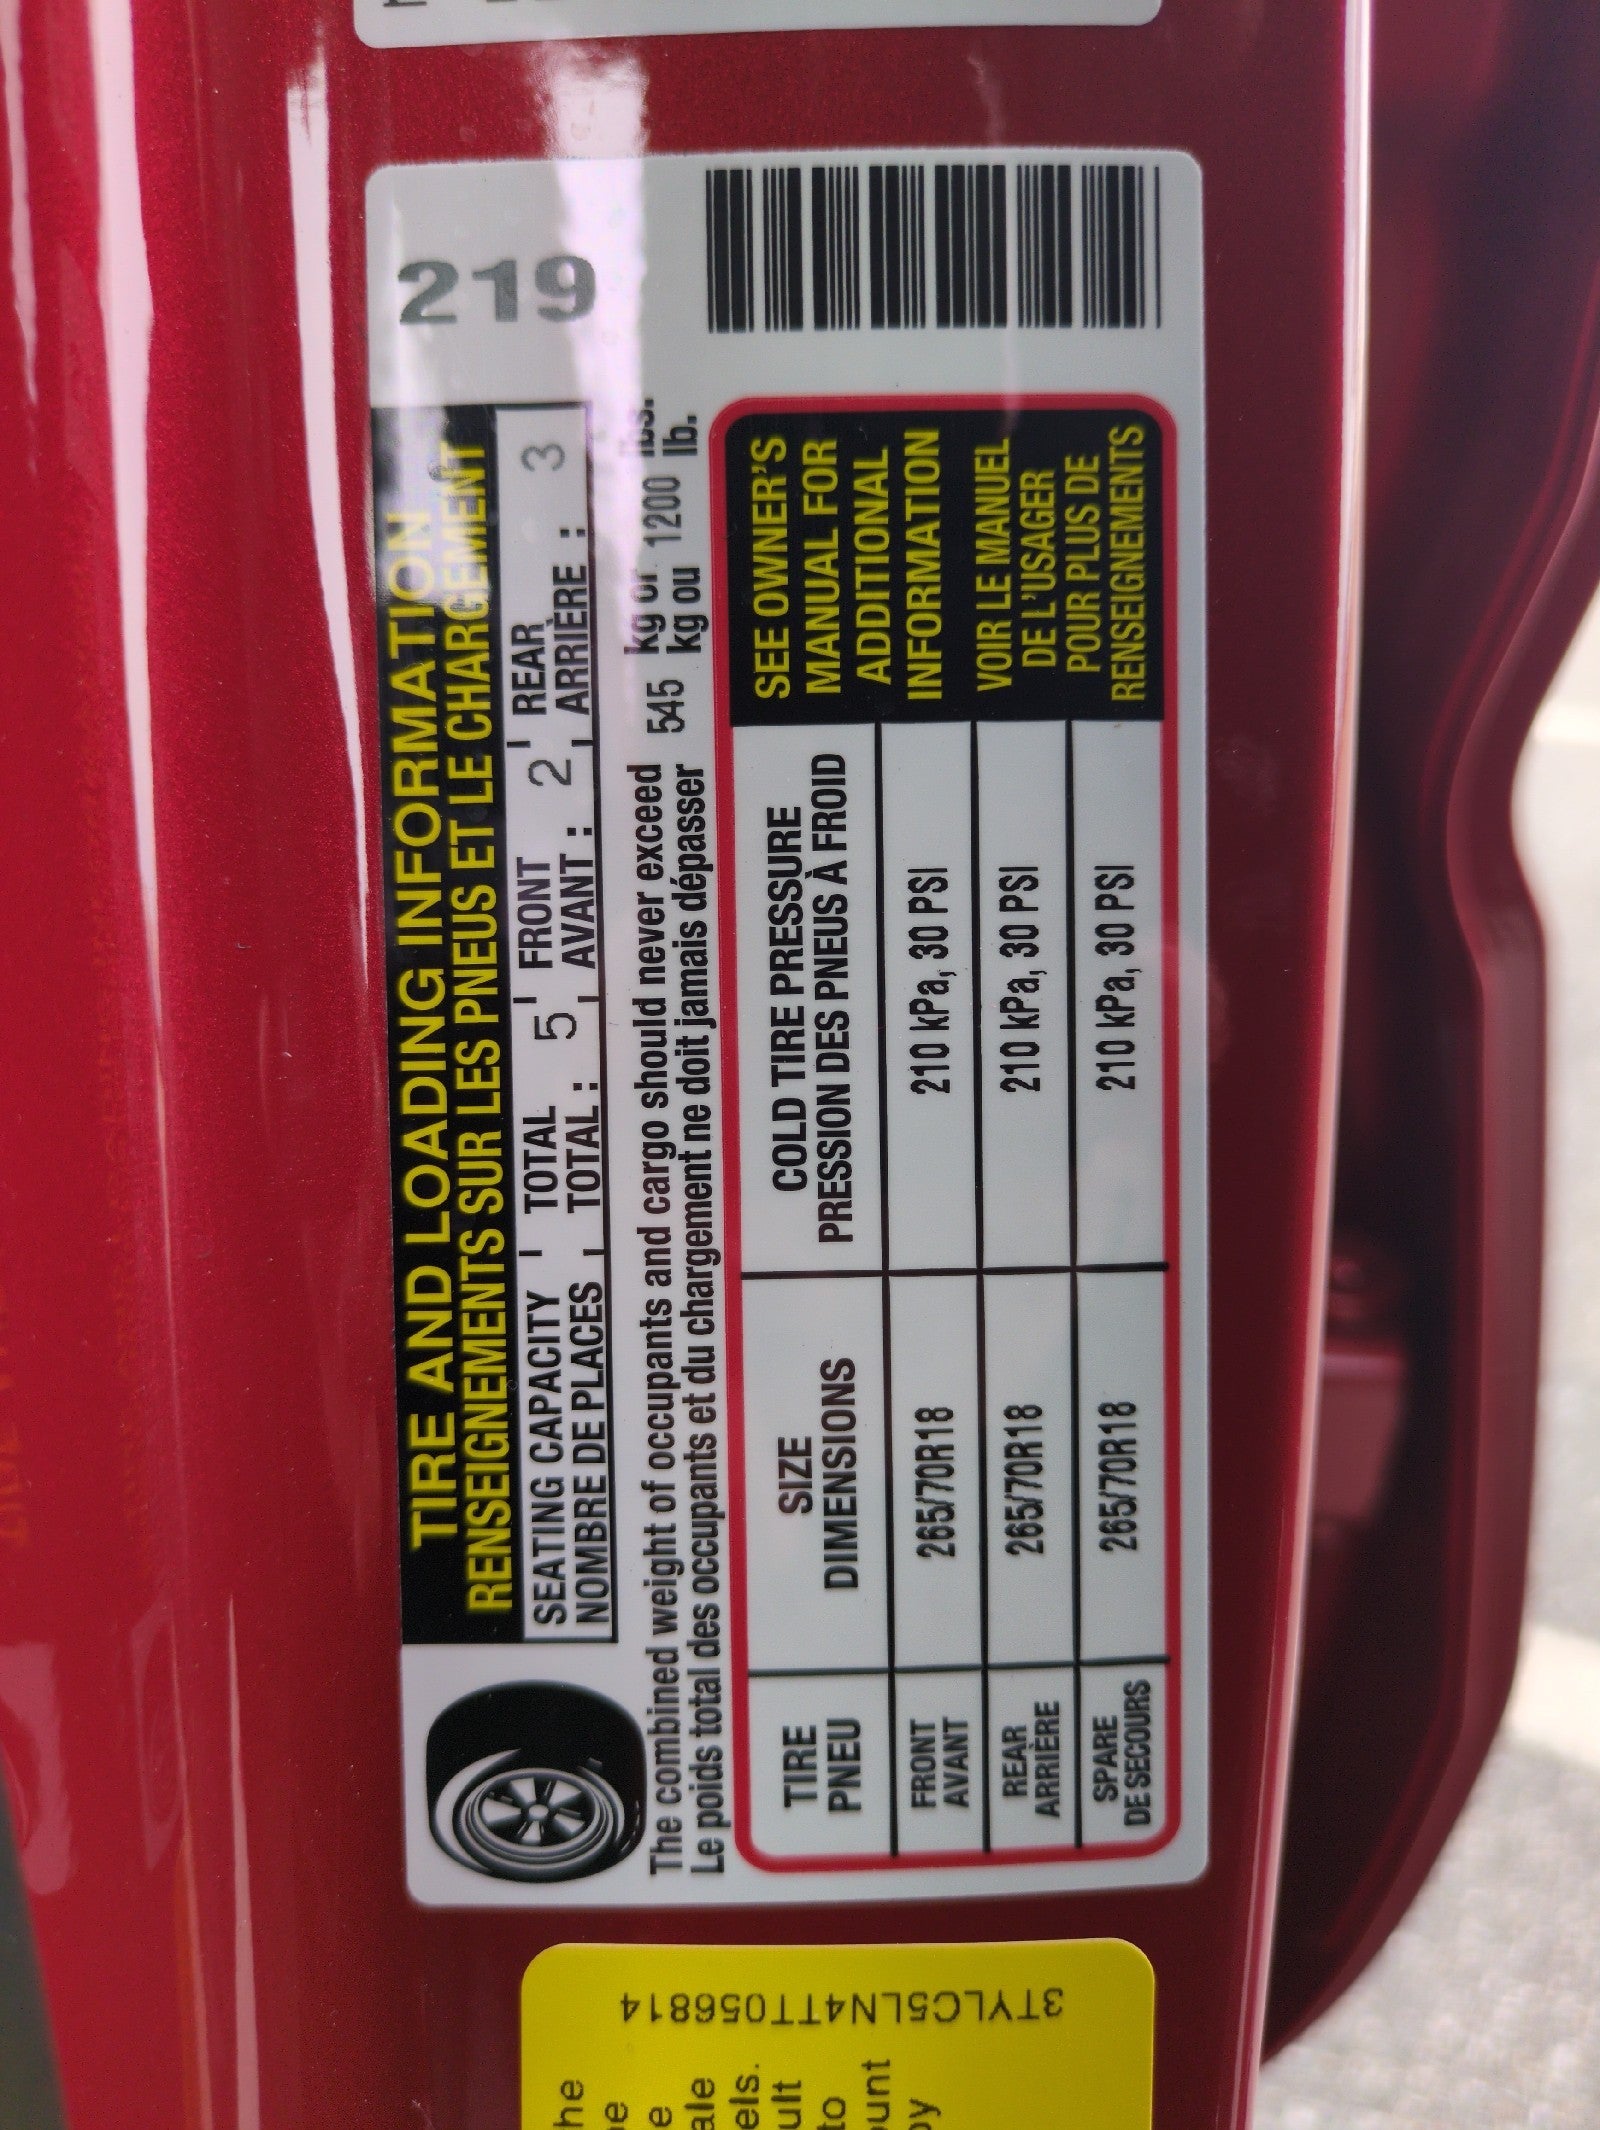 219
TIRE AND LOADING INFORMATION
RENSEIGNEMENTS SUR LES PNEUS ET LE CHARGEMENT
SEATING CAPACITY TOTAL 5 FRONT 2 REAR 3
NOMBRE DE PLACES TOTAL : AVANT : ARRIÈRE :
The combined weight of occupants and cargo should never exceed 545 kg or 1200 lbs.
Le poids total des occupants et du chargement ne doit jamais dépasser kg ou lb.
TIRE SIZE COLD TIRE PRESSURE
PNEU DIMENSIONS PRESSION DES PNEUS À FROID
FRONT 265/70R18 210 kPa, 30 PSI
AVANT
REAR 265/70R18 210 kPa, 30 PSI
ARRIÈRE
SPARE 265/70R18 210 kPa, 30 PSI
DE SECOURS
SEE OWNER'S
MANUAL FOR
ADDITIONAL
INFORMATION
VOIR LE MANUEL
DE L'USAGER
POUR PLUS DE
RENSEIGNEMENTS
3TYLC5LN4TT056814